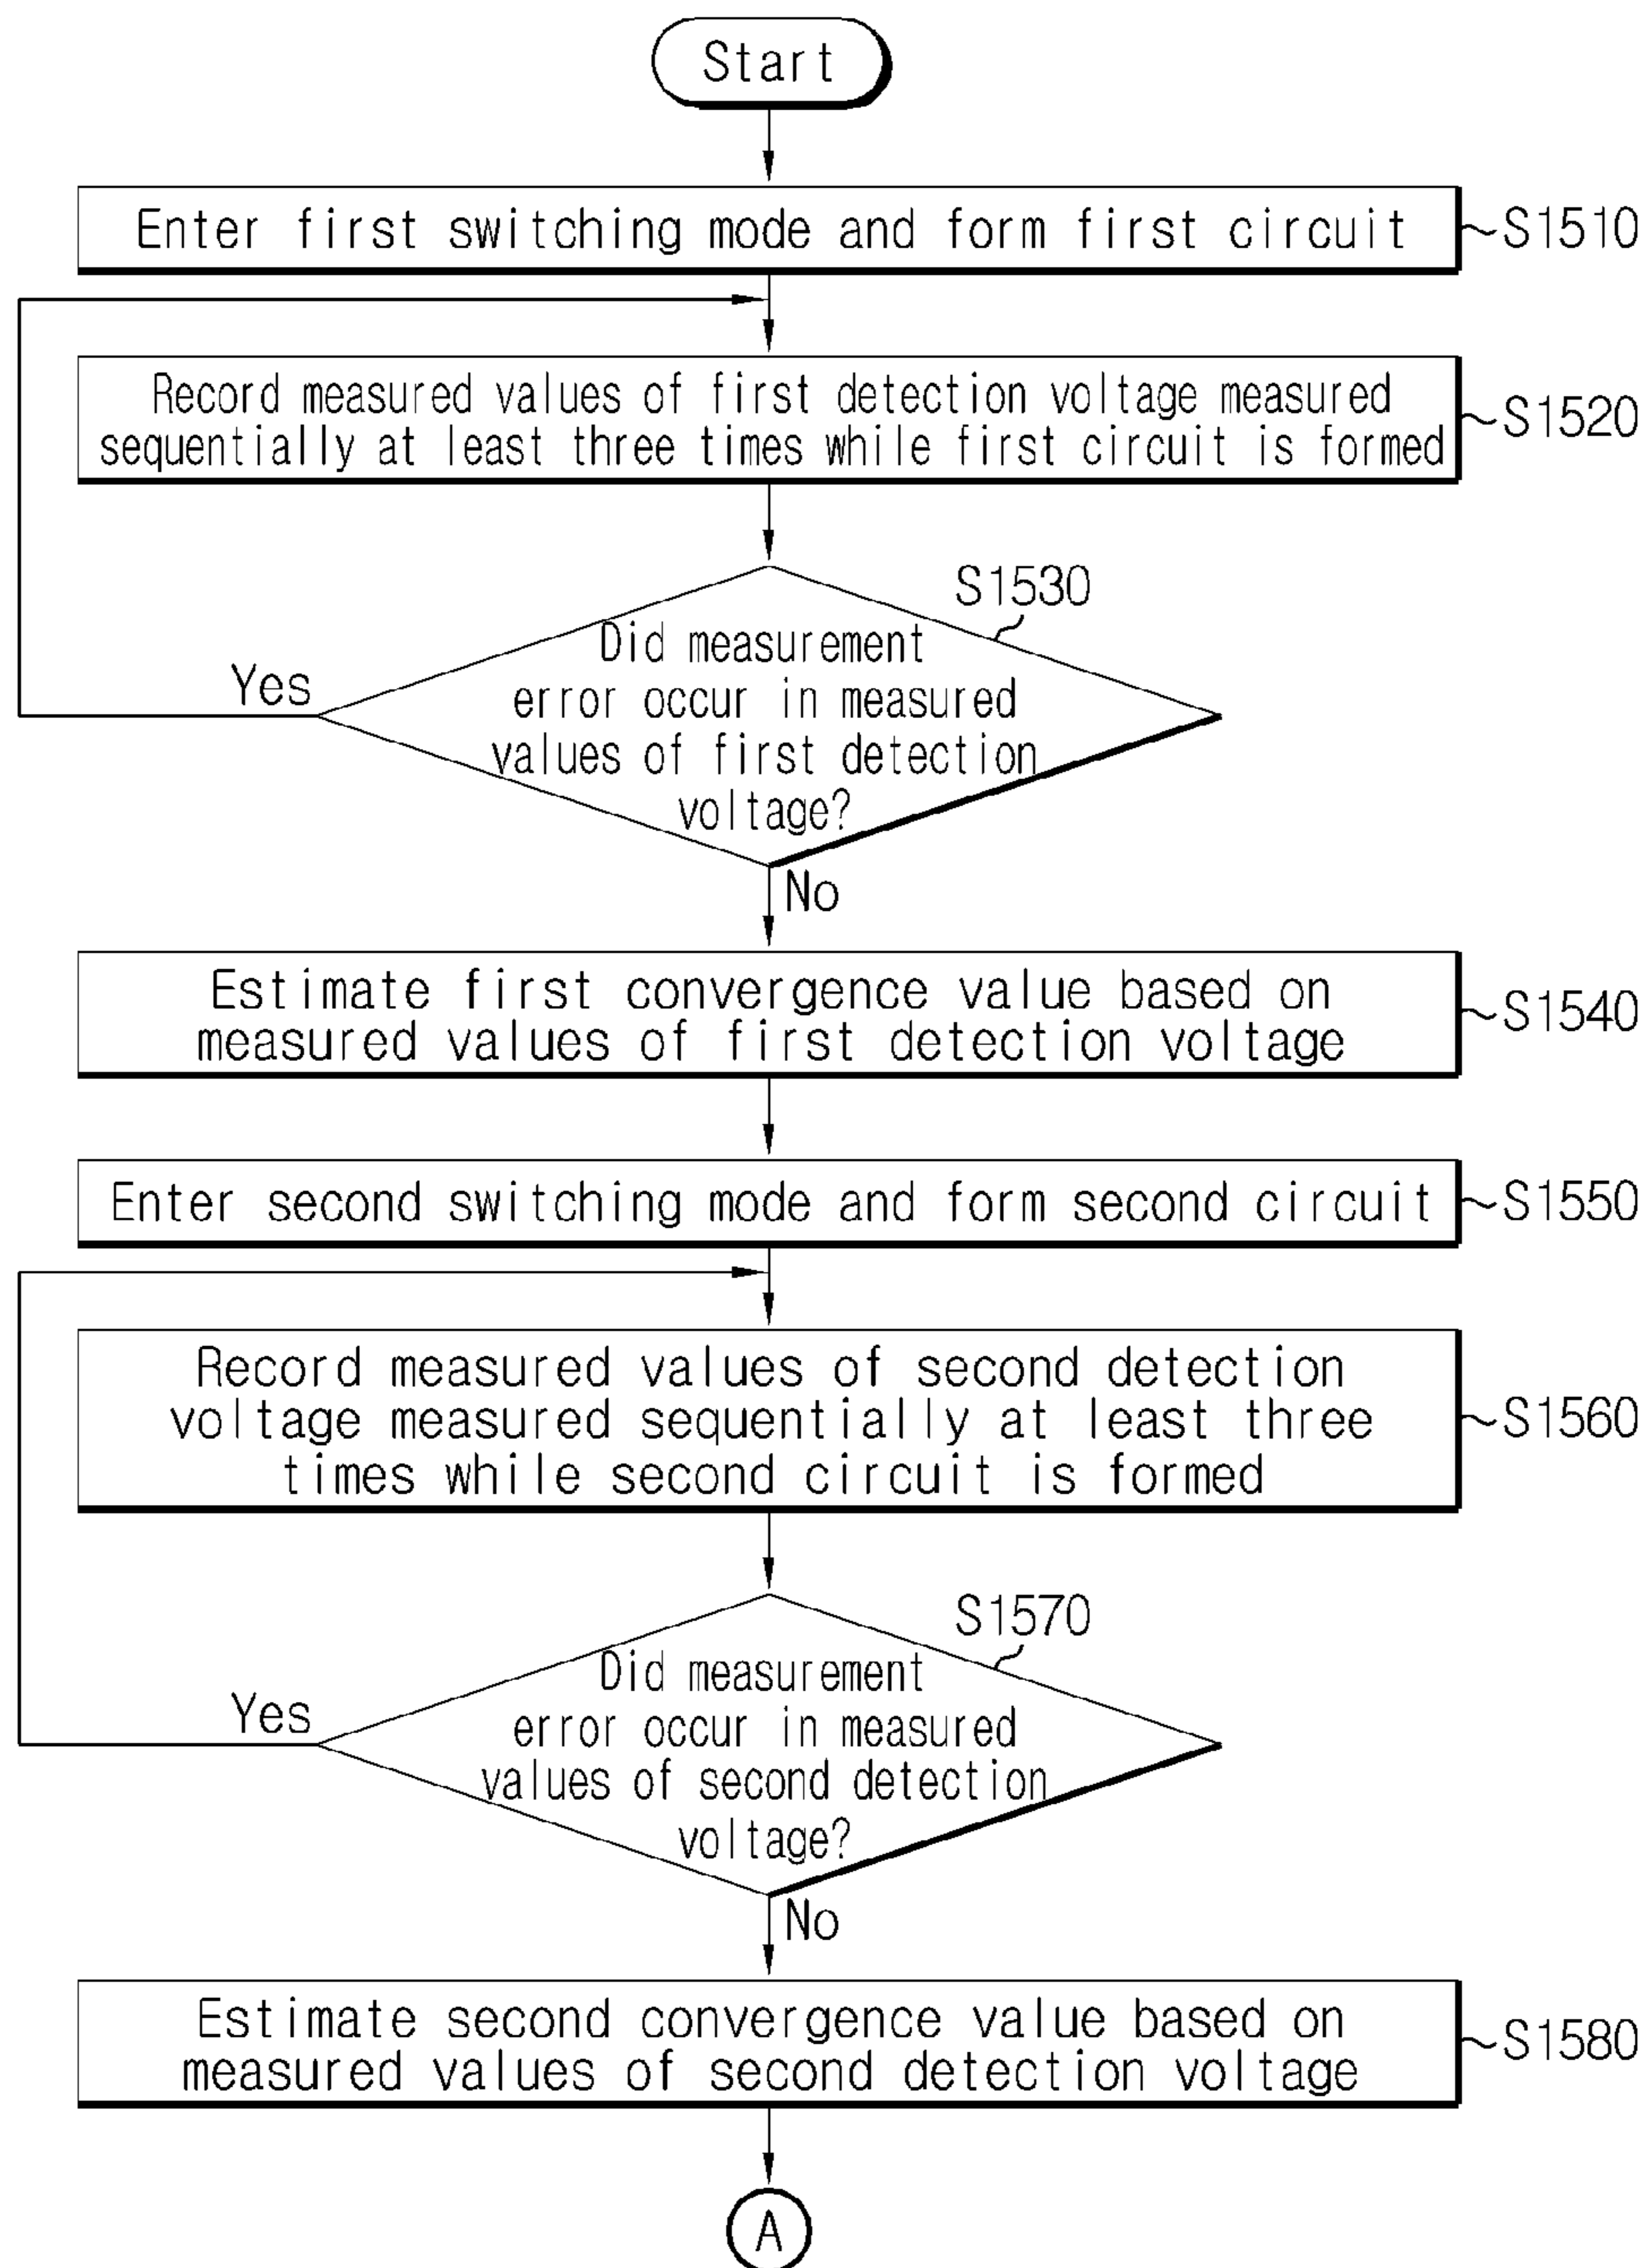 Start
Enter first switching mode and form first circuit
S1510
Record measured values of first detection voltage measured
sequentially at least three times while first circuit is formed
S1520
S1530
Did measurement
error occur in measured
values of first detection
voltage?
Yes
No
Estimate first convergence value based on
measured values of first detection voltage
S1540
Enter second switching mode and form second circuit
S1550
Record measured values of second detection
voltage measured sequentially at least three
times while second circuit is formed
S1560
S1570
Did measurement
error occur in measured
values of second detection
voltage?
Yes
No
Estimate second convergence value based on
measured values of second detection voltage
S1580
A